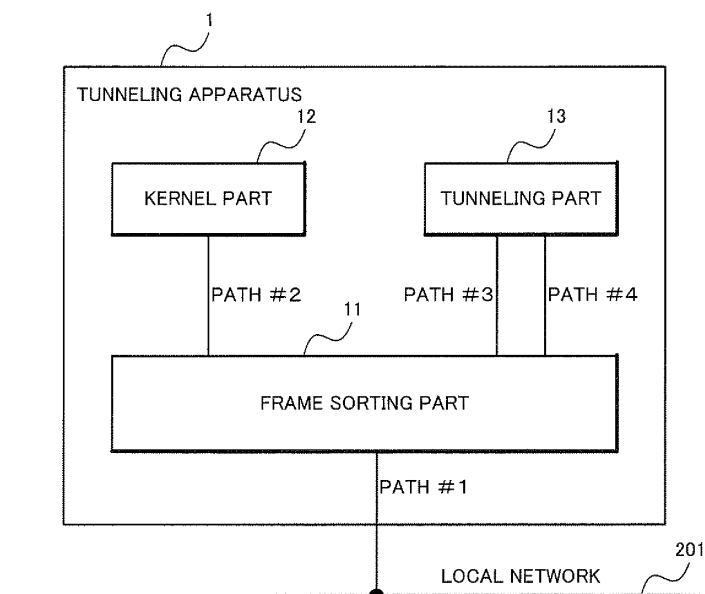 1
TUNNELING APPARATUS
12
13
KERNEL PART
TUNNELING PART
PATH #2
PATH #3
PATH #4
11
FRAME SORTING PART
PATH #1
201
LOCAL NETWORK